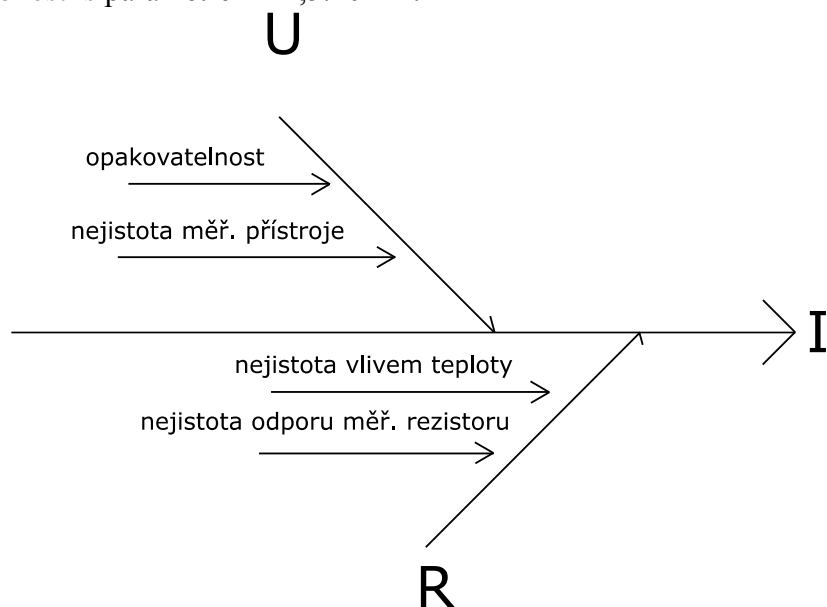 U
opakovatelnost
nejistota měř. přístroje
I
nejistota vlivem teploty
nejistota odporu měř. rezistoru
R